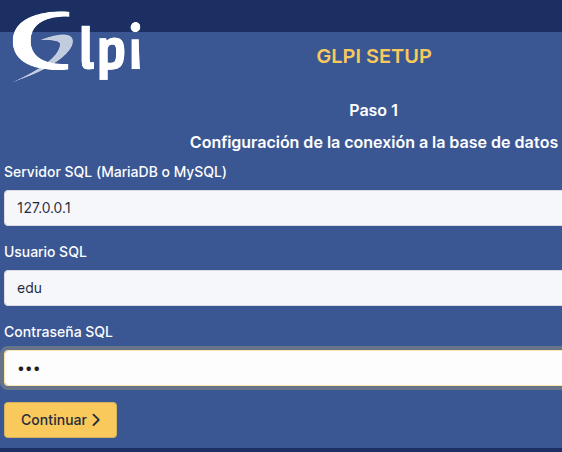 Glpi
GLPI SETUP
Paso 1
Configuración de la conexión a la base de datos
Servidor SQL (MariaDB o MySQL)
127.0.0.1
Usuario SQL
edu
Contraseña SQL
•••
Continuar